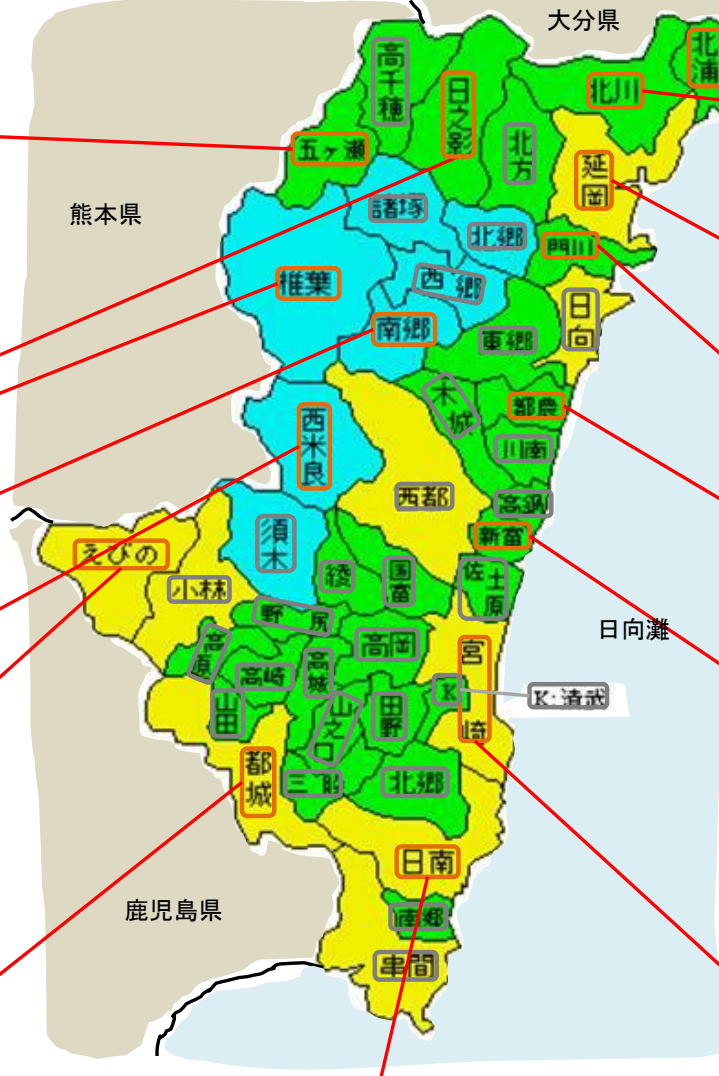 大分県
北浦
高千穂
日之影
北川
五ヶ瀬
北方
延岡
熊本県
諸塚
北郷
門川
椎葉
西郷
南郷
東郷
日向
木城
都農
西米良
川南
西都
高鍋
新富
須木
えびの
小林
綾
国富
佐土原
野尻
日向灘
高原
高崎
高城
高岡
宮崎
K
K:清武
山田
山之口
田野
都城
三股
北郷
日南
鹿児島県
南郷
串間